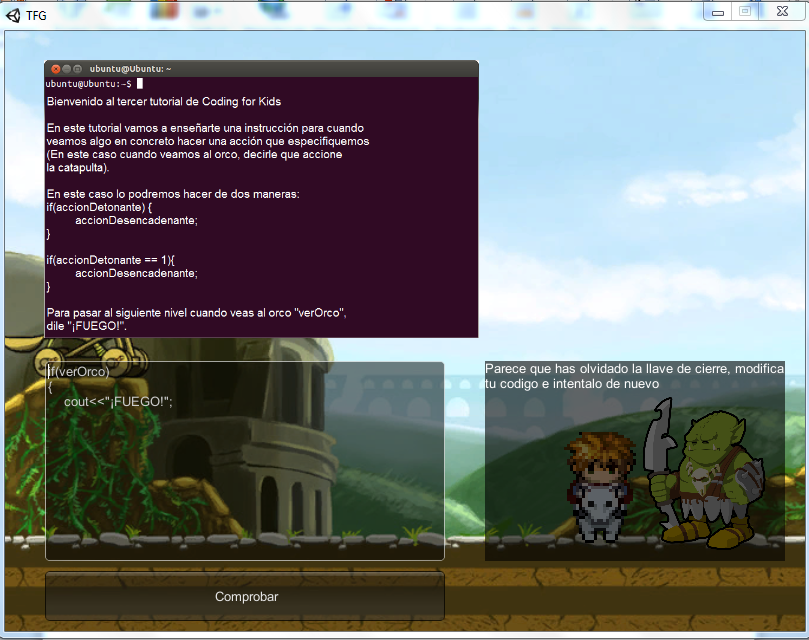 TFG
ubuntu@Ubuntu: ~
ubuntu@Ubuntu:~$
Bienvenido al tercer tutorial de Coding for Kids
En este tutorial vamos a enseñarte una instrucción para cuando
veamos algo en concreto hacer una acción que especifiquemos
(En este caso cuando veamos al orco, decirle que accione
la catapulta).
En este caso lo podremos hacer de dos maneras:
if(accionDetonante) {
accionDesencadenante;
}
if(accionDetonante == 1){
accionDesencadenante;
}
Para pasar al siguiente nivel cuando veas al orco "verOrco",
dile "¡FUEGO!".
if(verOrco)
{
cout<<"¡FUEGO!";
Parece que has olvidado la llave de cierre, modifica
tu codigo e intentalo de nuevo
Comprobar